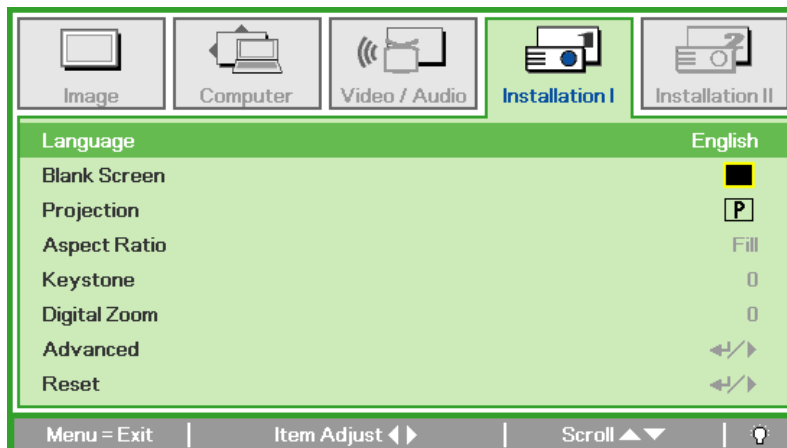 Image Computer Video / Audio Installation I Installation II
Language English
Blank Screen
Projection P
Aspect Ratio Fill
Keystone 0
Digital Zoom 0
Advanced
Reset
Menu = Exit Item Adjust Scroll